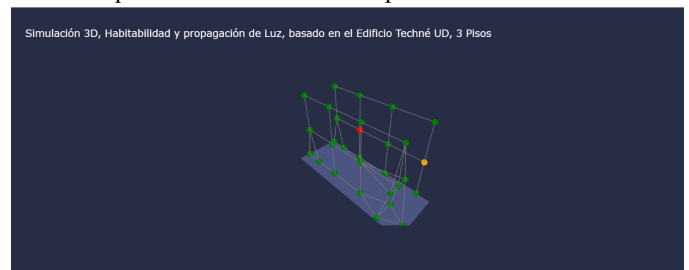 Simulación 3D, Habitabilidad y propagación de Luz, basado en el Edificio Techné UD, 3 Pisos